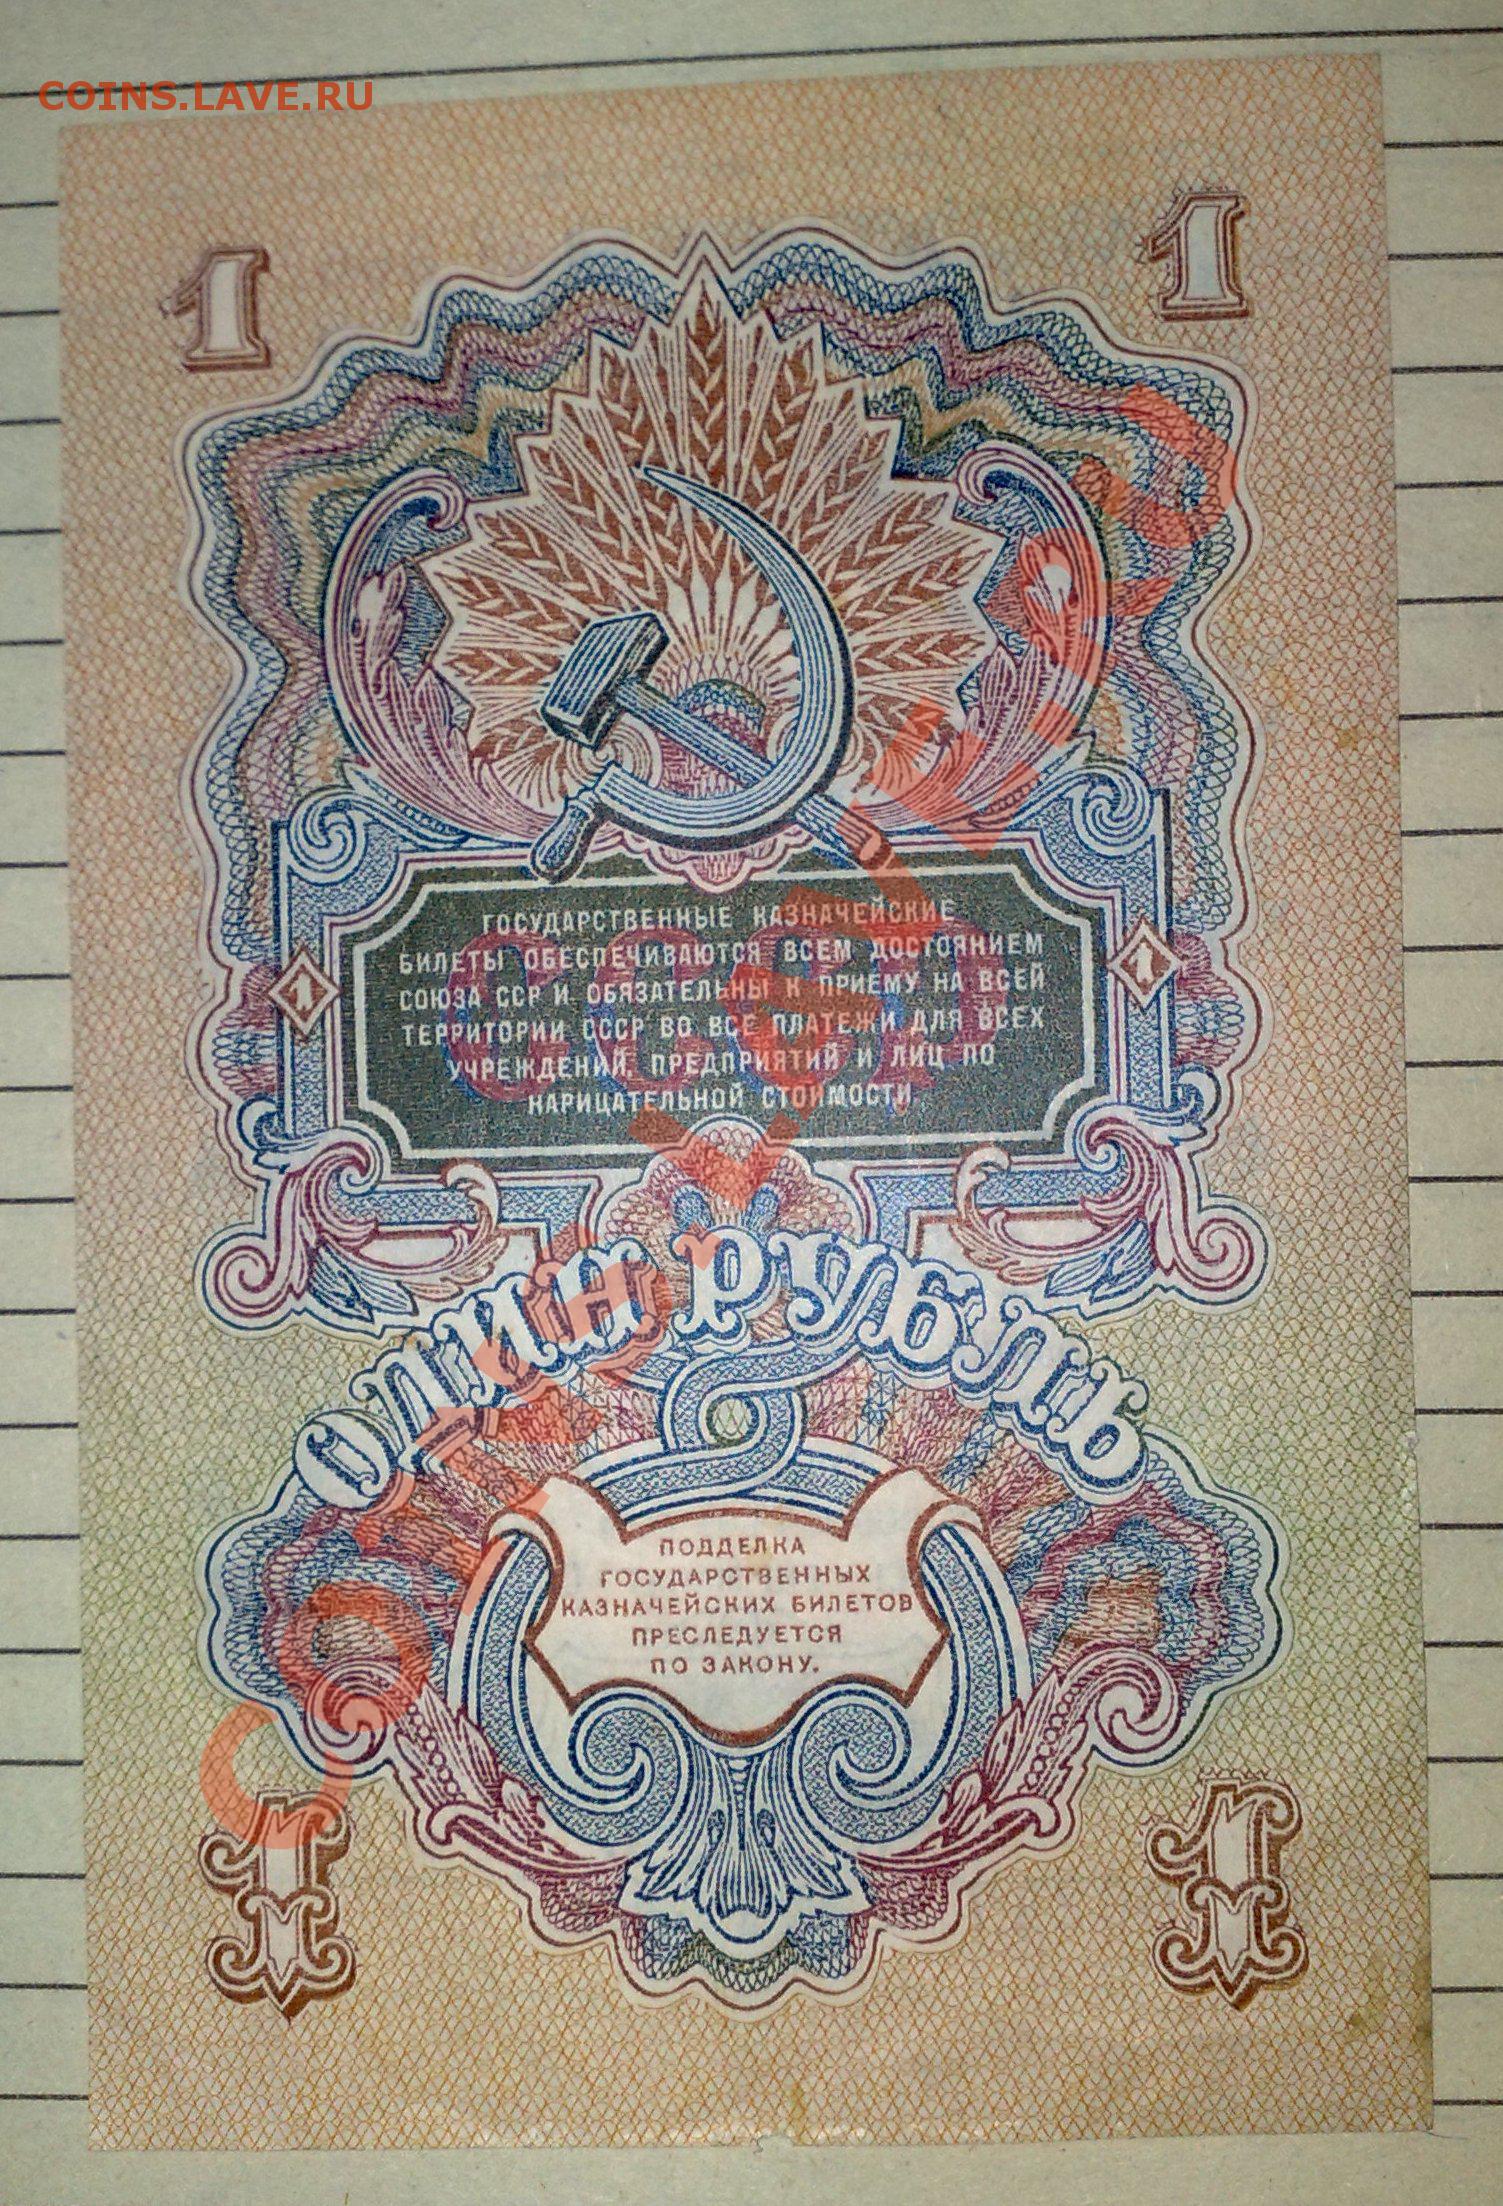 COINS.LAVE.RU
1 1
ГОСУДАРСТВЕННЫЕ КАЗНАЧЕЙСКИЕ
БИЛЕТЫ ОБЕСПЕЧИВАЮТСЯ ВСЕМ ДОСТОЯНИЕМ
СОЮЗА ССР И ОБЯЗАТЕЛЬНЫ К ПРИЕМУ НА ВСЕЙ
ТЕРРИТОРИИ СССР ВО ВСЕ ПЛАТЕЖИ ДЛЯ ВСЕХ
УЧРЕЖДЕНИЙ, ПРЕДПРИЯТИЙ И ЛИЦ ПО
НАРИЦАТЕЛЬНОЙ СТОИМОСТИ.
СССР
1 1
ОДИН РУБЛЬ
ПОДДЕЛКА
ГОСУДАРСТВЕННЫХ
КАЗНАЧЕЙСКИХ БИЛЕТОВ
ПРЕСЛЕДУЕТСЯ
ПО ЗАКОНУ.
1 1